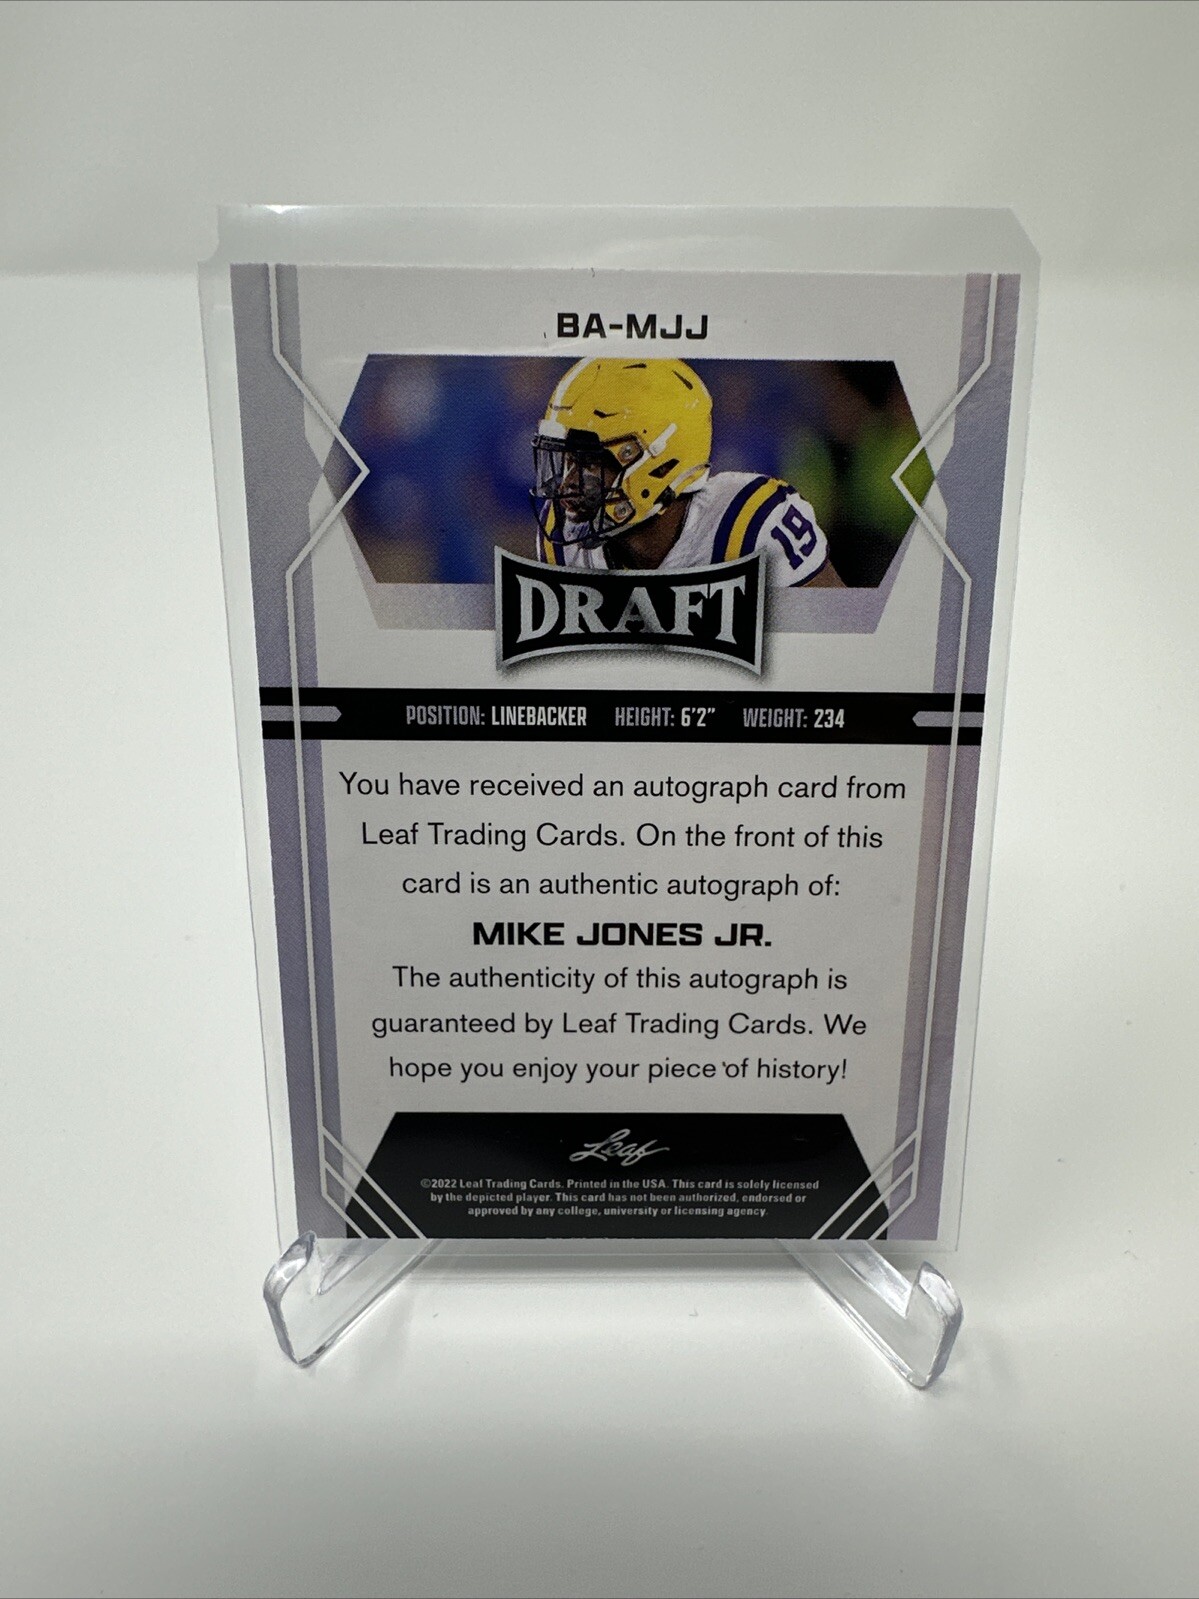 BA-MJJ
19
DRAFT
POSITION: LINEBACKER HEIGHT: 6'2" WEIGHT: 234
You have received an autograph card from
Leaf Trading Cards. On the front of this
card is an authentic autograph of:
MIKE JONES JR.
The authenticity of this autograph is
guaranteed by Leaf Trading Cards. We
hope you enjoy your piece of history!
Leaf
©2022 Leaf Trading Cards. Printed in the USA. This card is solely licensed
by the depicted player. This card has not been authorized, endorsed or
approved by any college, university or licensing agency.